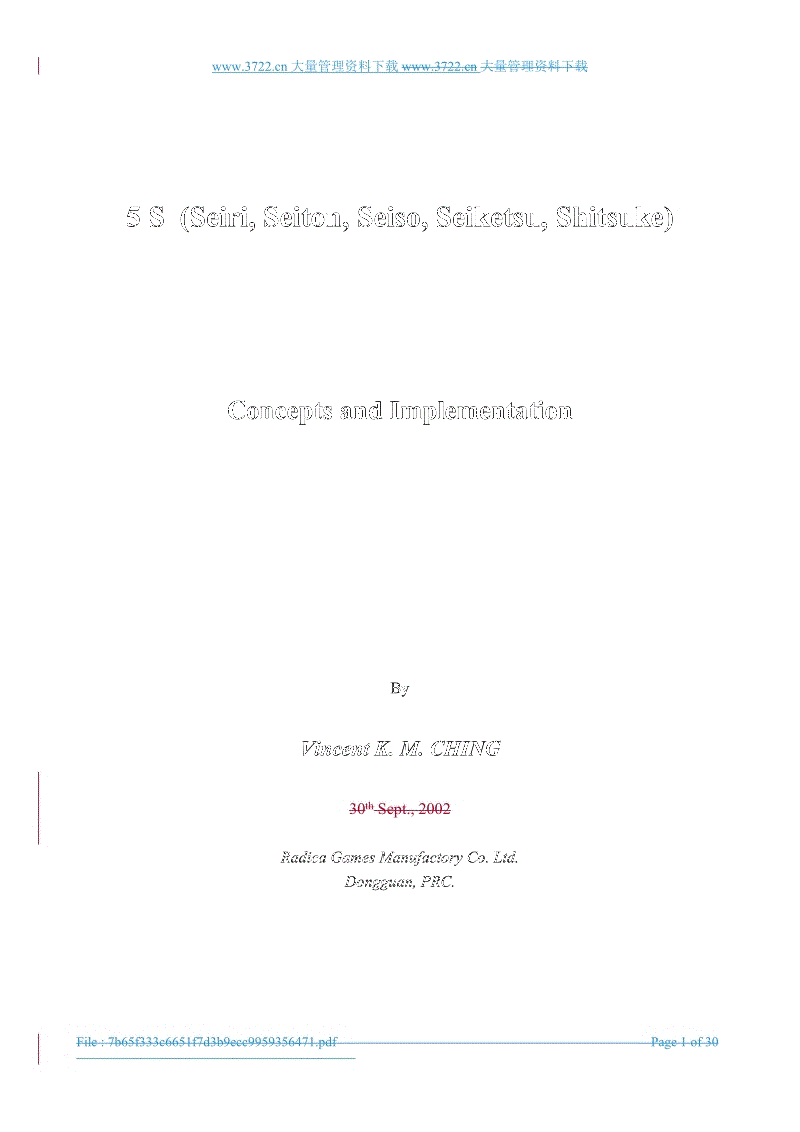 www.3722.cn 大量管理资料下载 www.3722.cn 大量管理资料下载
5 S (Seiri, Seiton, Seiso, Seiketsu, Shitsuke)
Concepts and Implementation
By
Vincent K. M. CHING
30th Sept., 2002
Radica Games Manufactory Co. Ltd.
Dongguan, PRC.
File : 7b65f333c6651f7d3b9ccc9959356471.pdf Page 1 of 30